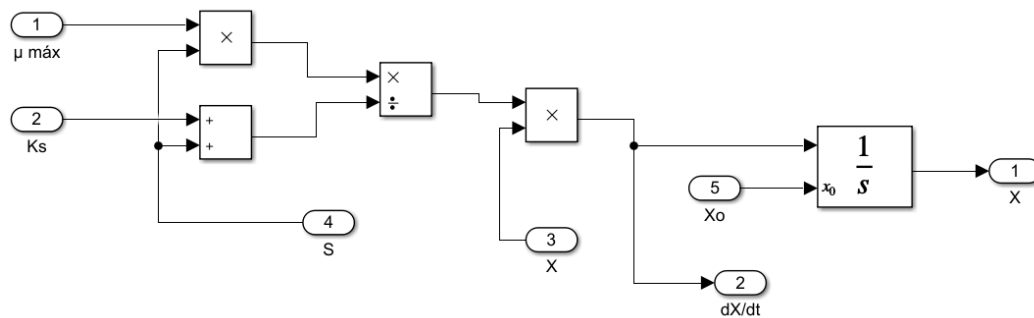 1
μ máx
×
2
Ks
+
+
4
S
×
÷
×
3
X
5
Xo
x₀
1
s
1
X
2
dX/dt